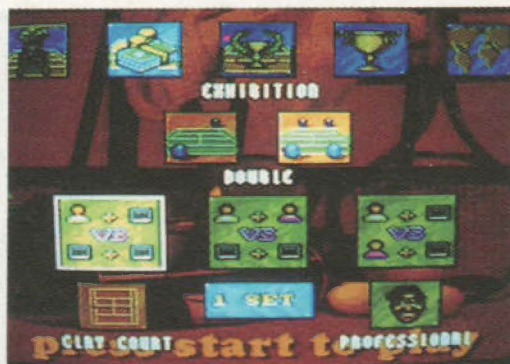 EXHIBITION
DOUBLE
VS VS VS
1 SET
CLAY COURT PROFESSIONAL
press start to play